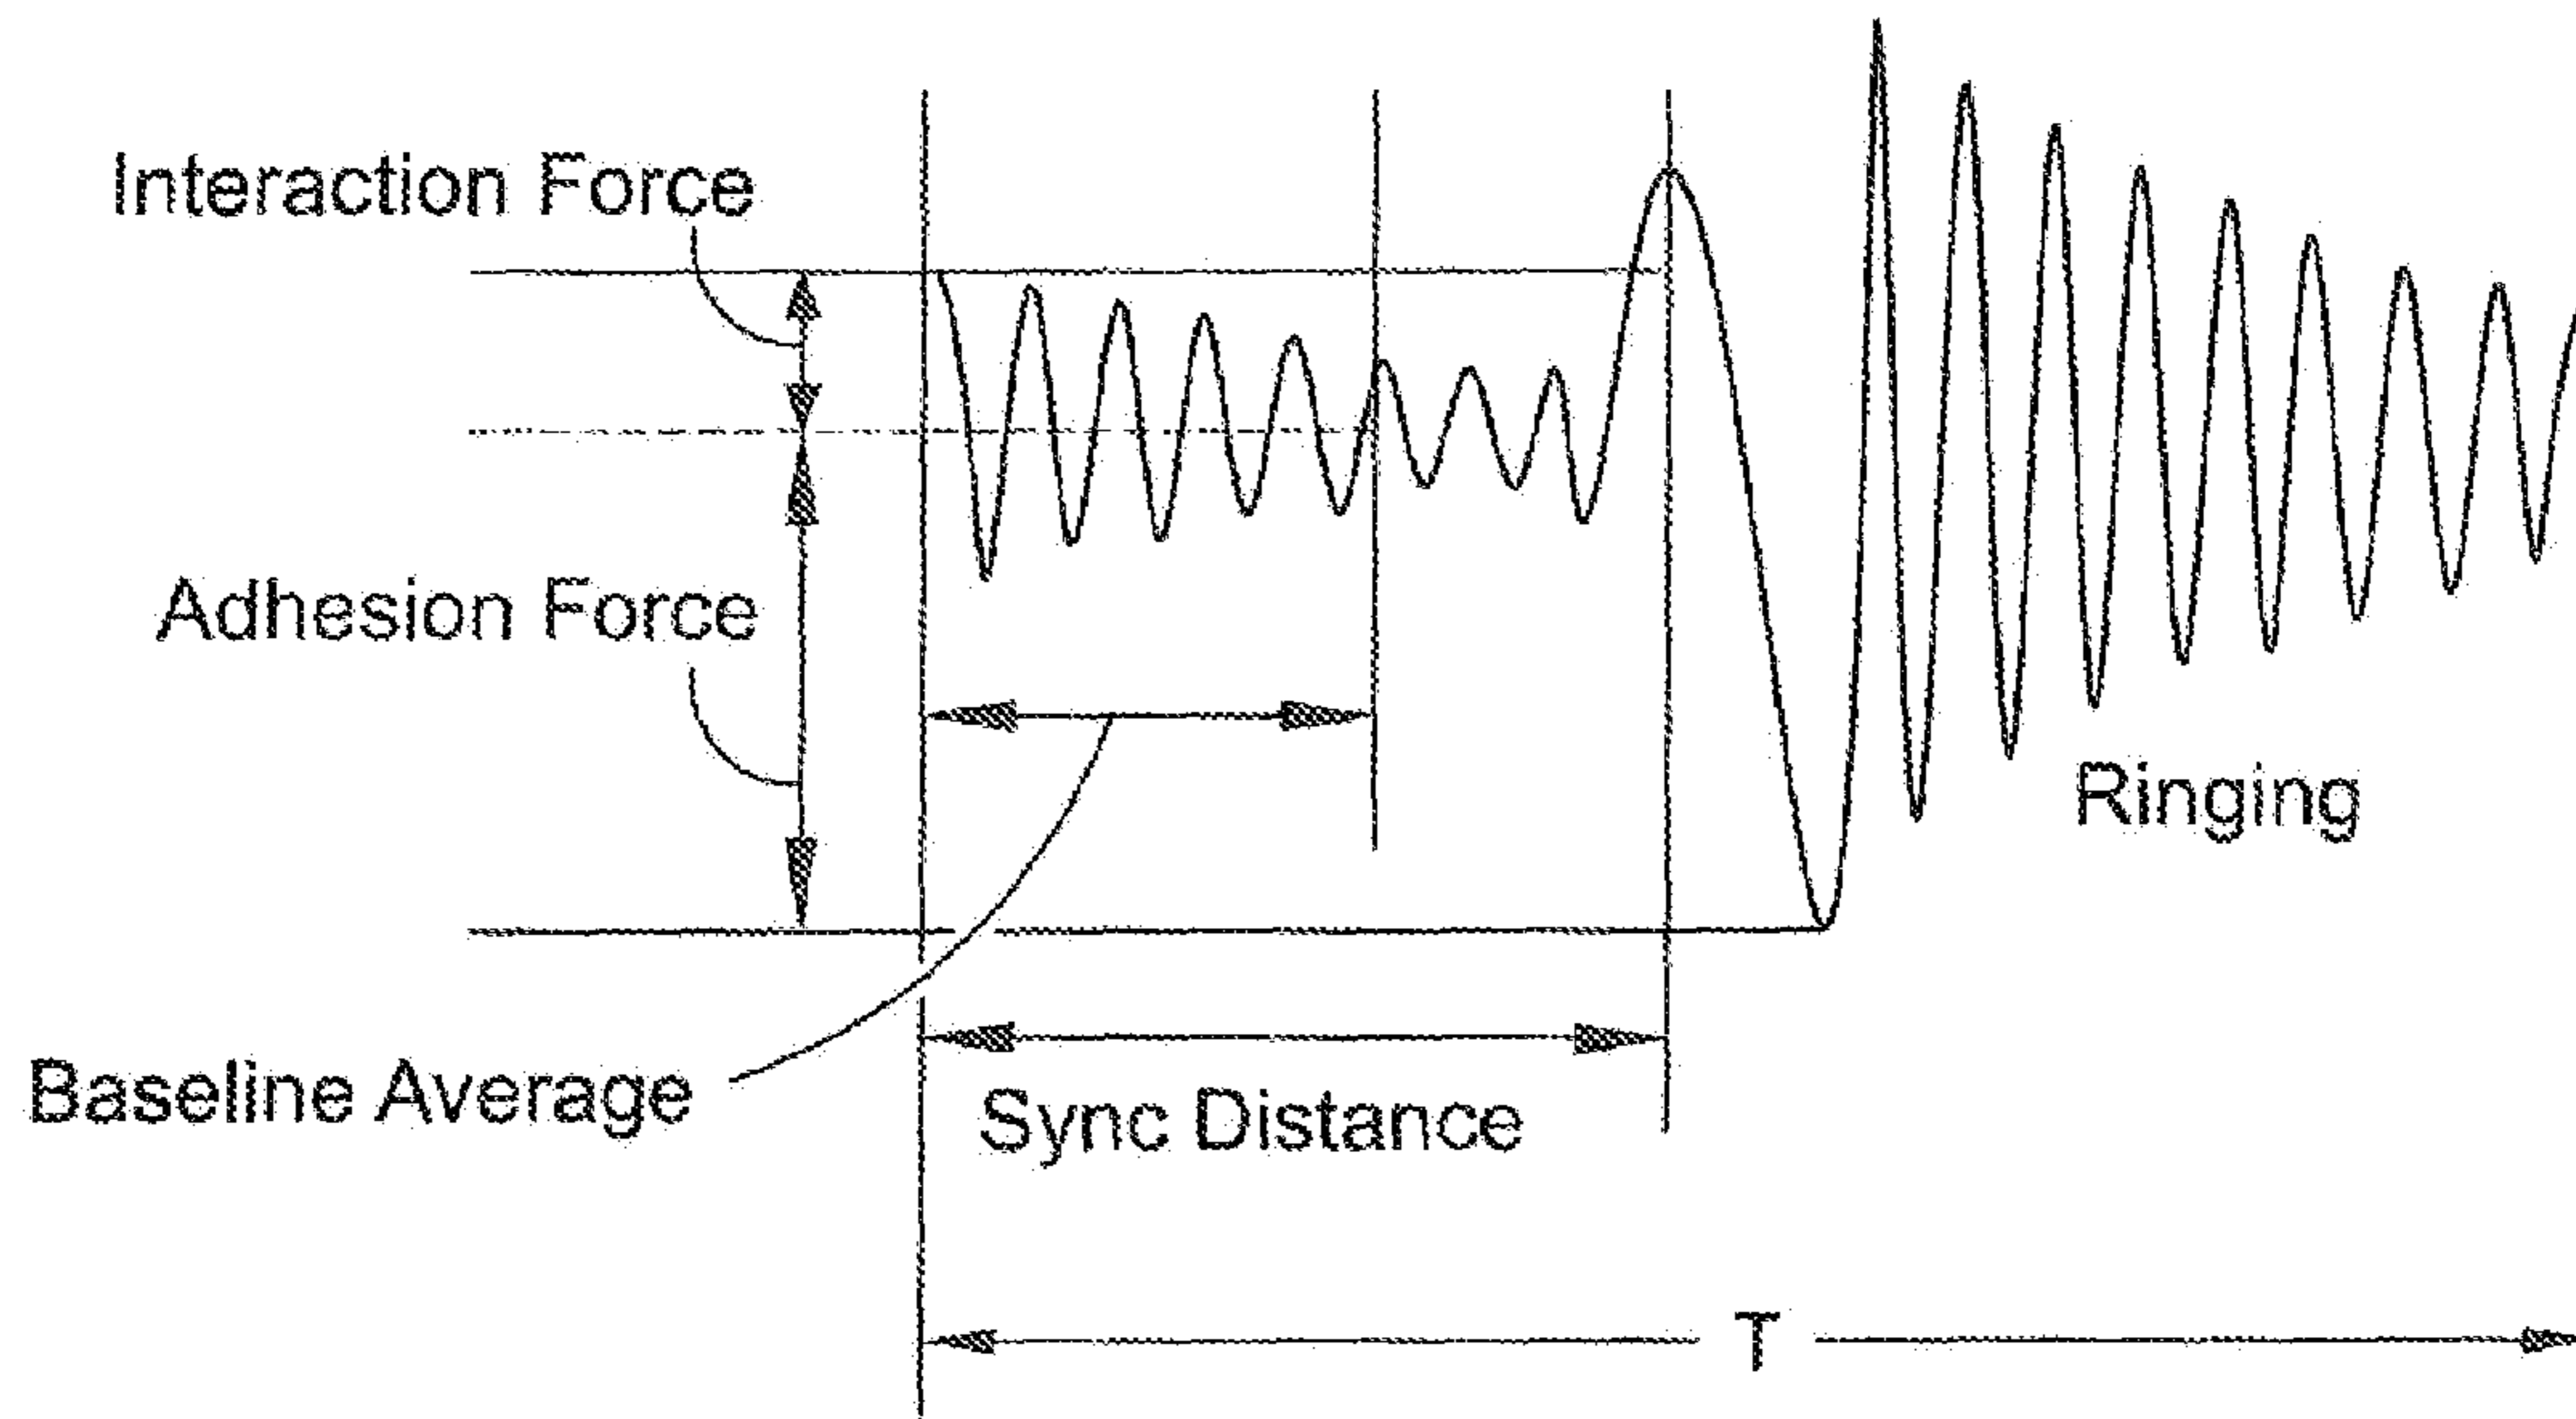 Interaction Force
Adhesion Force
Ringing
Baseline Average
Sync Distance
T